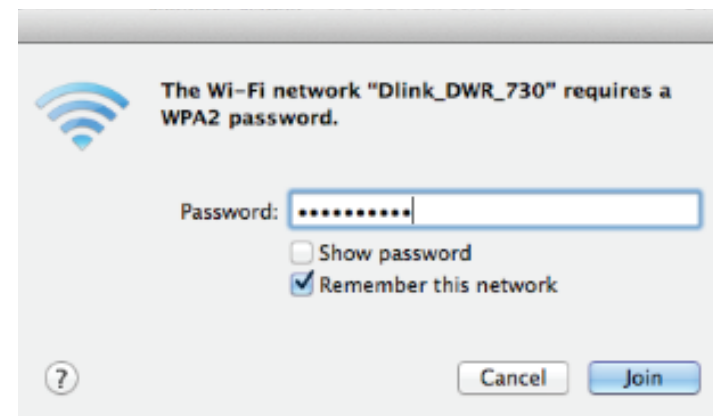 The Wi-Fi network "Dlink_DWR_730" requires a
WPA2 password.
Password: ••••••••••
Show password
Remember this network
? Cancel Join